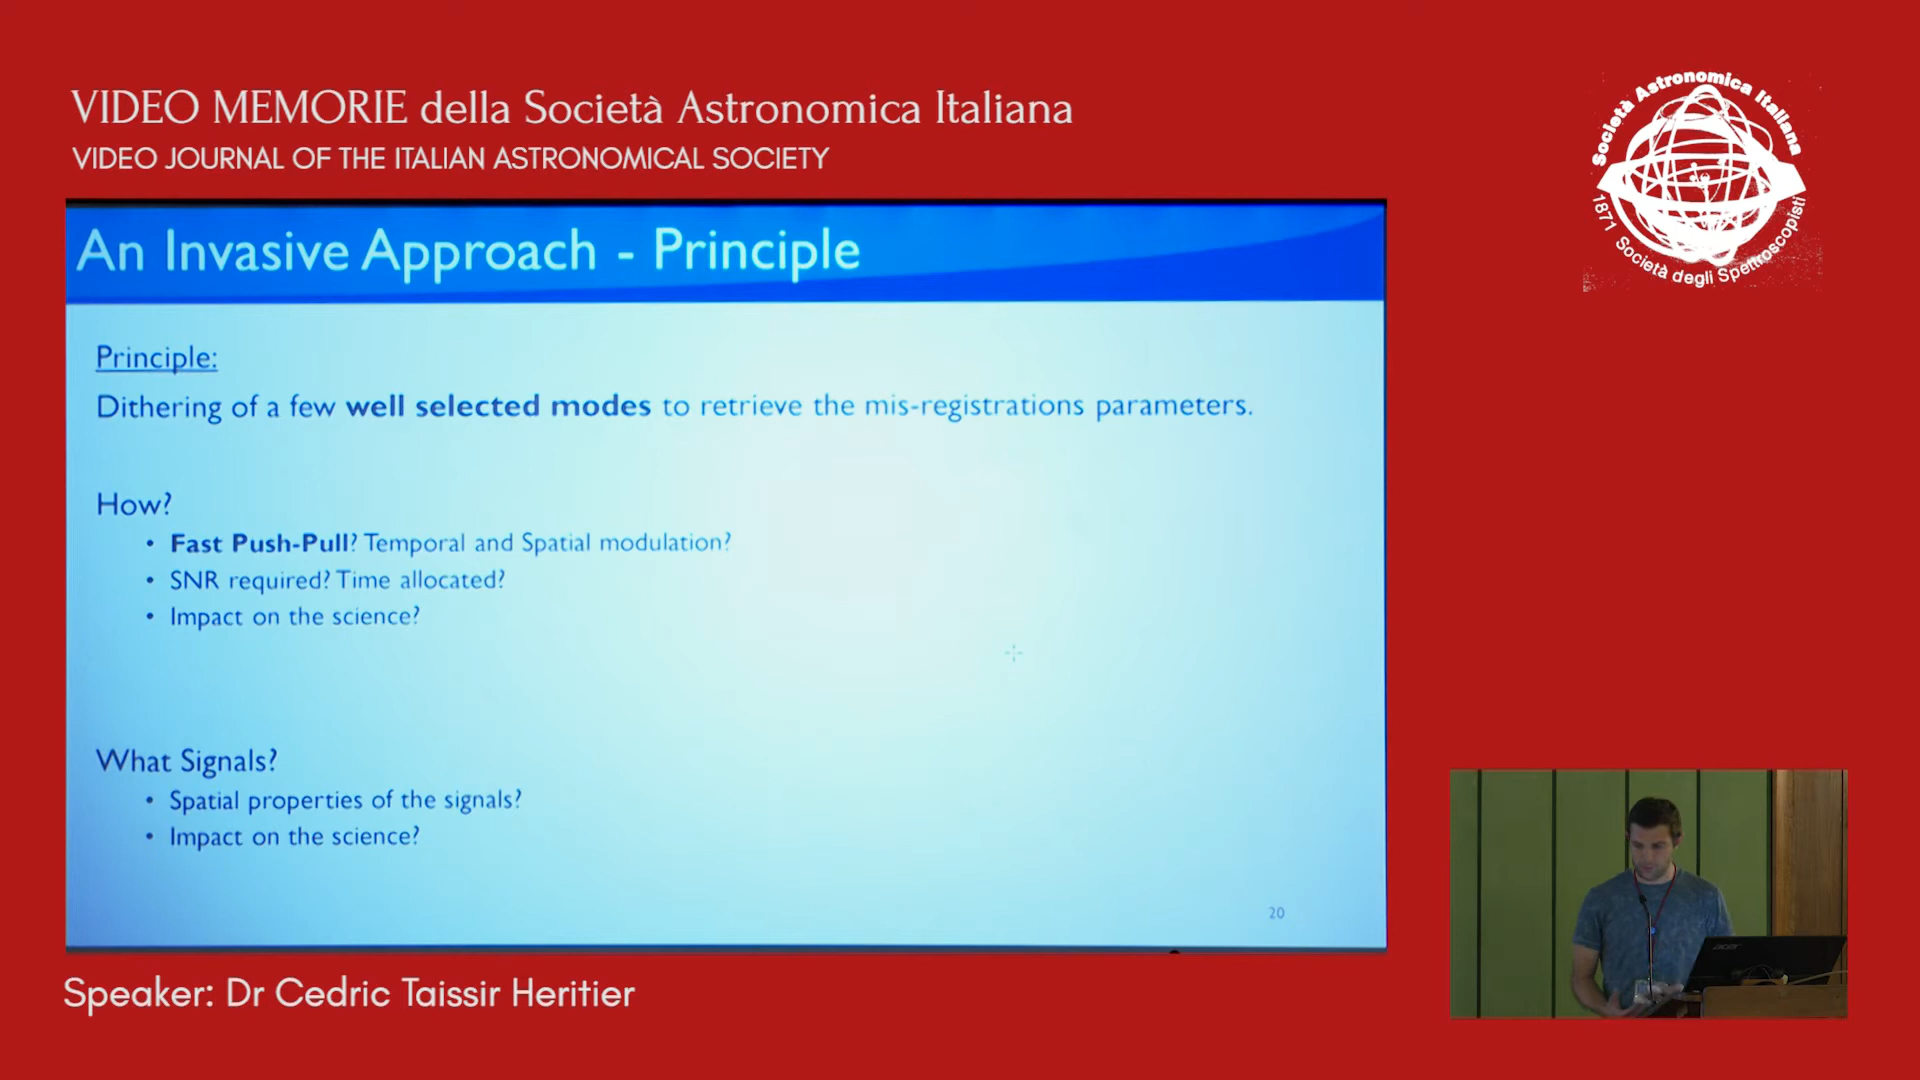 VIDEO MEMORIE della Società Astronomica Italiana
VIDEO JOURNAL OF THE ITALIAN ASTRONOMICAL SOCIETY
Società Astronomica Italiana
1871 Società degli Spettroscopisti
An Invasive Approach - Principle
Principle:
Dithering of a few well selected modes to retrieve the mis-registrations parameters.
How?
• Fast Push-Pull? Temporal and Spatial modulation?
• SNR required? Time allocated?
• Impact on the science?
What Signals?
• Spatial properties of the signals?
• Impact on the science?
20
acer
Speaker: Dr Cedric Taissir Heritier